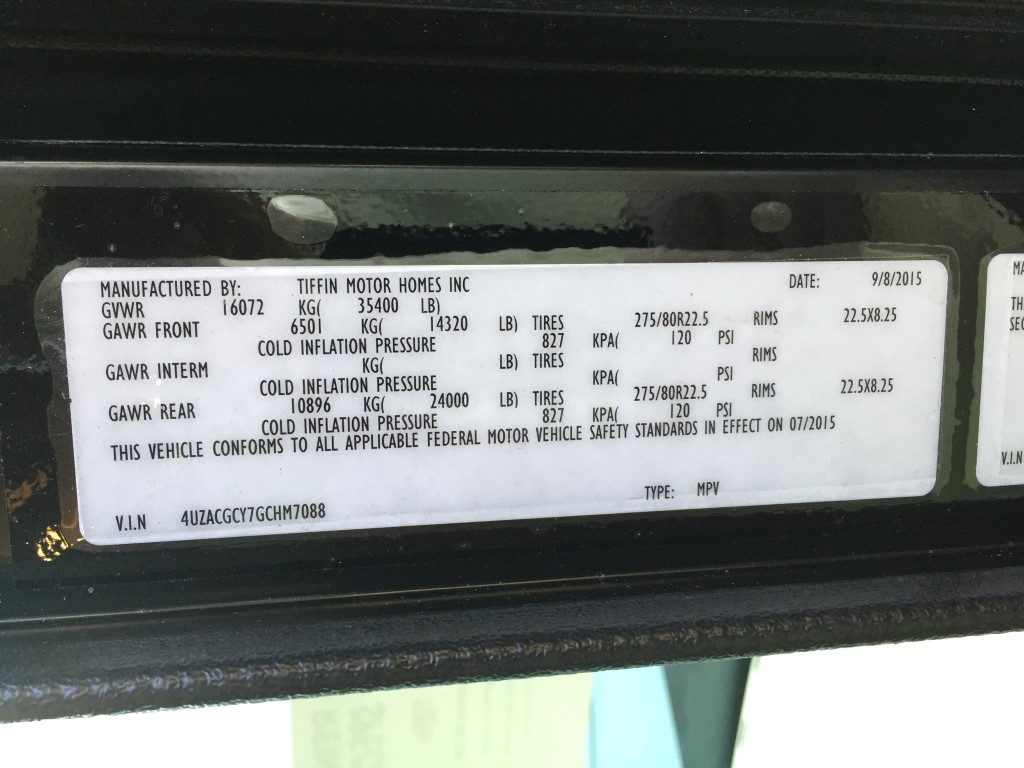 MANUFACTURED BY: TIFFIN MOTOR HOMES INC DATE: 9/8/2015
GVWR 16072 KG( 35400 LB)
GAWR FRONT 6501 KG( 14320 LB) TIRES 275/80R22.5 RIMS 22.5X8.25
COLD INFLATION PRESSURE 827 KPA( 120 PSI
GAWR INTERM KG( LB) TIRES RIMS
COLD INFLATION PRESSURE KPA( PSI
GAWR REAR 10896 KG( 24000 LB) TIRES 275/80R22.5 RIMS 22.5X8.25
COLD INFLATION PRESSURE 827 KPA( 120 PSI
THIS VEHICLE CONFORMS TO ALL APPLICABLE FEDERAL MOTOR VEHICLE SAFETY STANDARDS IN EFFECT ON 07/2015
TYPE: MPV
V.I.N 4UZACGCY7GCHM7088
MA
TH
SEC
V.I.N